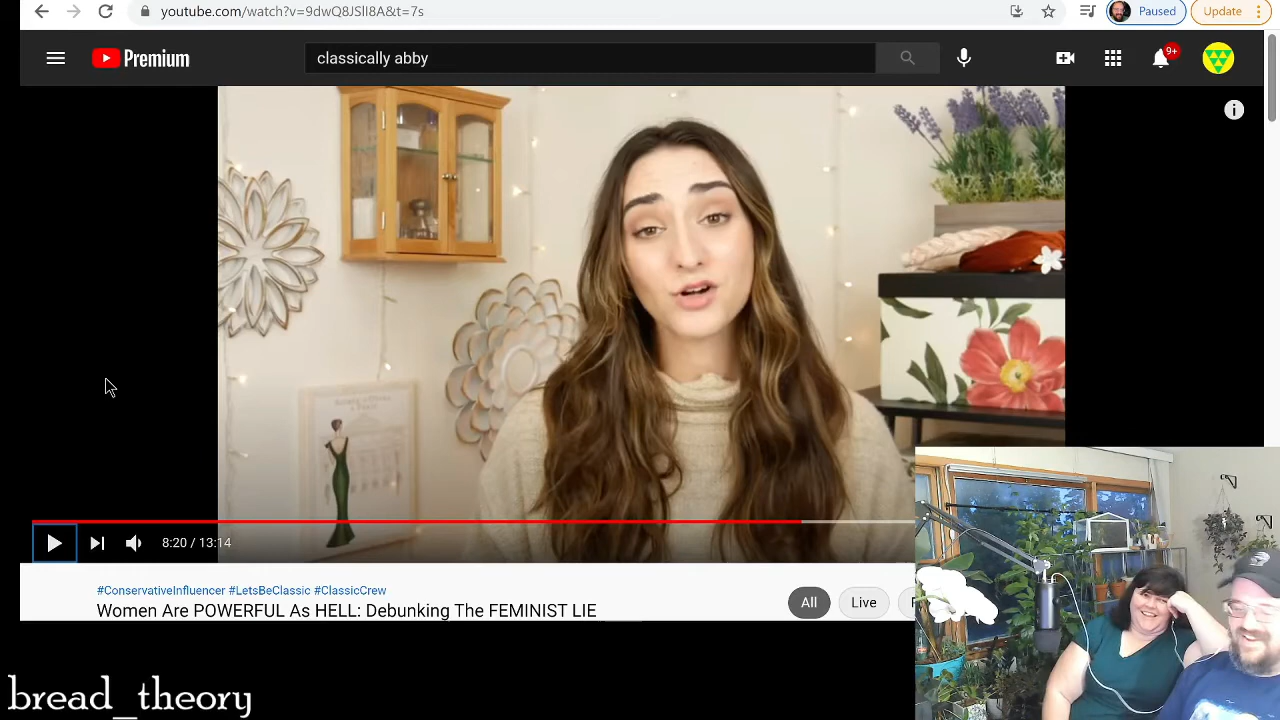 youtube.com/watch?v=9dwQ8JSlI8A&t=7s
Paused
Update
Premium
classically abby
9+
8:20 / 13:14
#ConservativeInfluencer #LetsBeClassic #ClassicCrew
Women Are POWERFUL As HELL: Debunking The FEMINIST LIE
All
Live
bread_theory